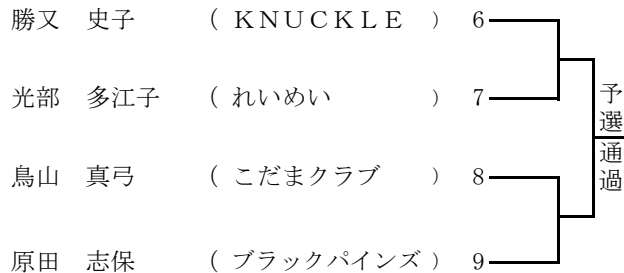 勝又 史子 ( ＫＮＵＣＫＬＥ ) 6
光部 多江子 ( れいめい ) 7
鳥山 真弓 ( こだまクラブ ) 8
原田 志保 ( ブラックパインズ ) 9
予選通過